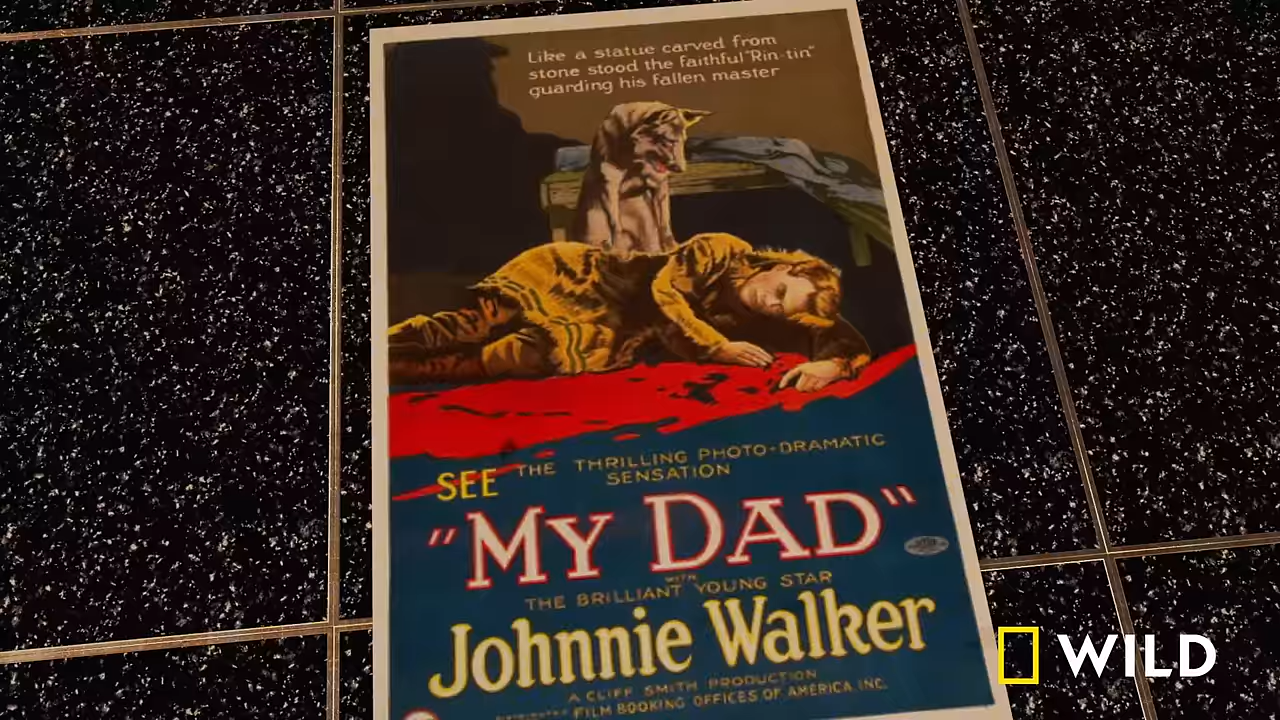 Like a statue carved from
stone stood the faithful "Rin-tin"
guarding his fallen master
SEE THE THRILLING PHOTO-DRAMATIC
SENSATION
"MY DAD"
WITH
THE BRILLIANT YOUNG STAR
Johnnie Walker
A CLIFF SMITH PRODUCTION
FILM BOOKING OFFICES OF AMERICA INC.
WILD